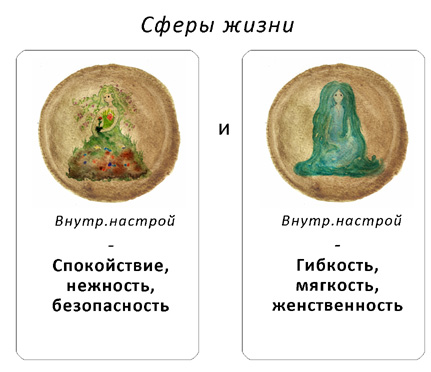 Сферы жизни
Внутр.настрой
-
Спокойствие,
нежность,
безопасность
и
Внутр.настрой
-
Гибкость,
мягкость,
женственность